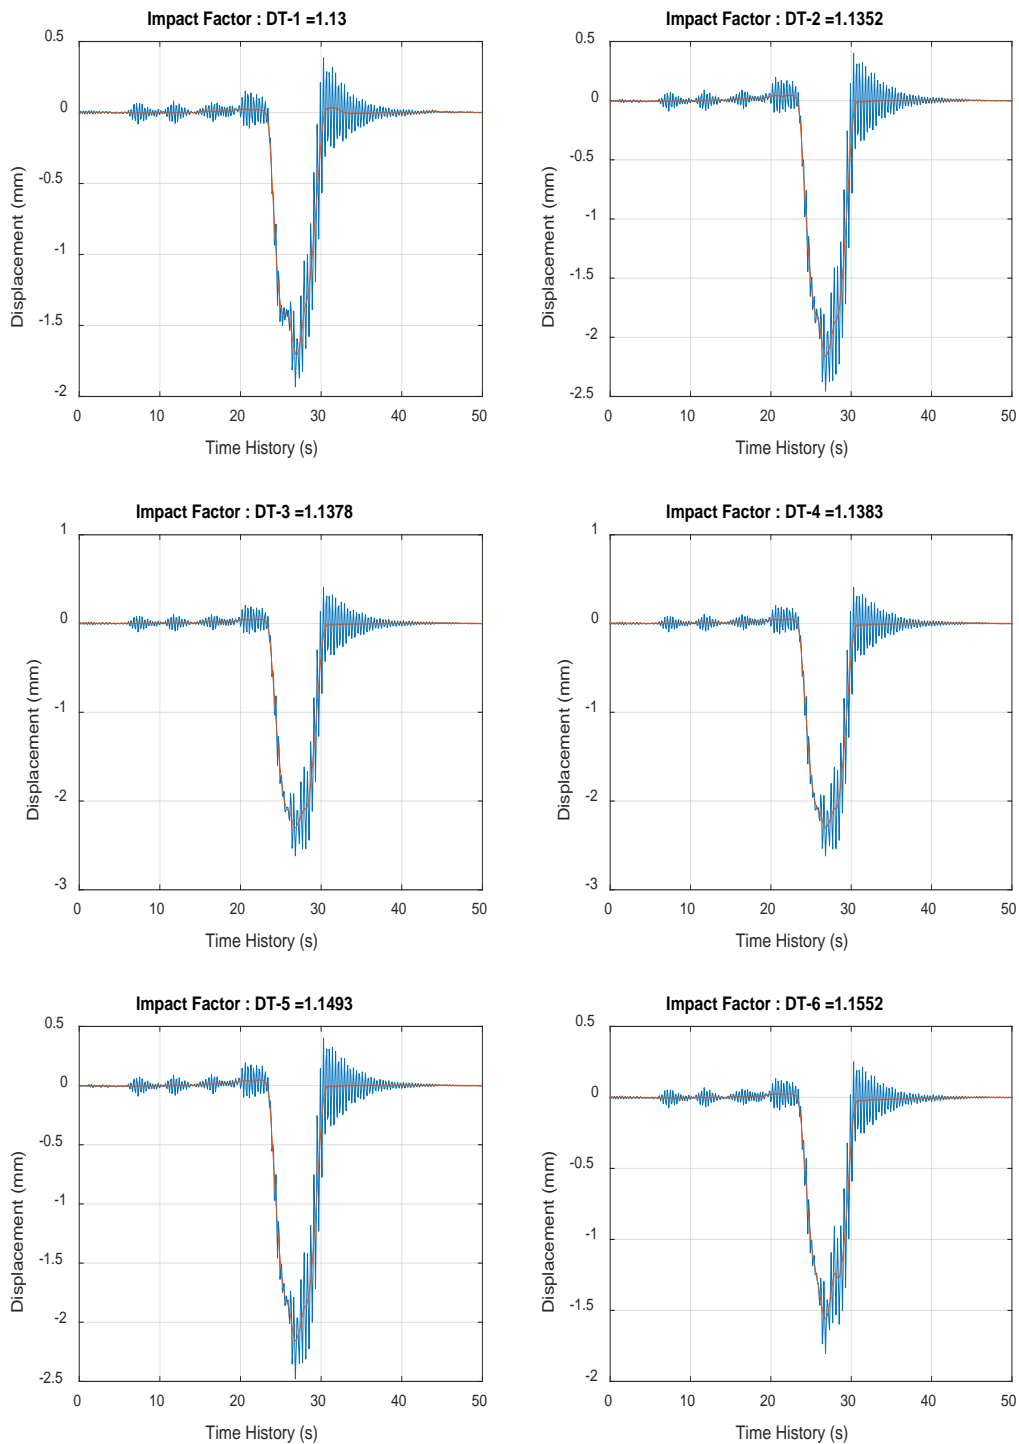 Impact Factor : DT-1 =1.13
0.5
0
-0.5
-1
-1.5
-2
0 10 20 30 40 50
Displacement (mm)
Time History (s)
Impact Factor : DT-2 =1.1352
0.5
0
-0.5
-1
-1.5
-2
-2.5
0 10 20 30 40 50
Displacement (mm)
Time History (s)
Impact Factor : DT-3 =1.1378
1
0
-1
-2
-3
0 10 20 30 40 50
Displacement (mm)
Time History (s)
Impact Factor : DT-4 =1.1383
1
0
-1
-2
-3
0 10 20 30 40 50
Displacement (mm)
Time History (s)
Impact Factor : DT-5 =1.1493
0.5
0
-0.5
-1
-1.5
-2
-2.5
0 10 20 30 40 50
Displacement (mm)
Time History (s)
Impact Factor : DT-6 =1.1552
0.5
0
-0.5
-1
-1.5
-2
0 10 20 30 40 50
Displacement (mm)
Time History (s)